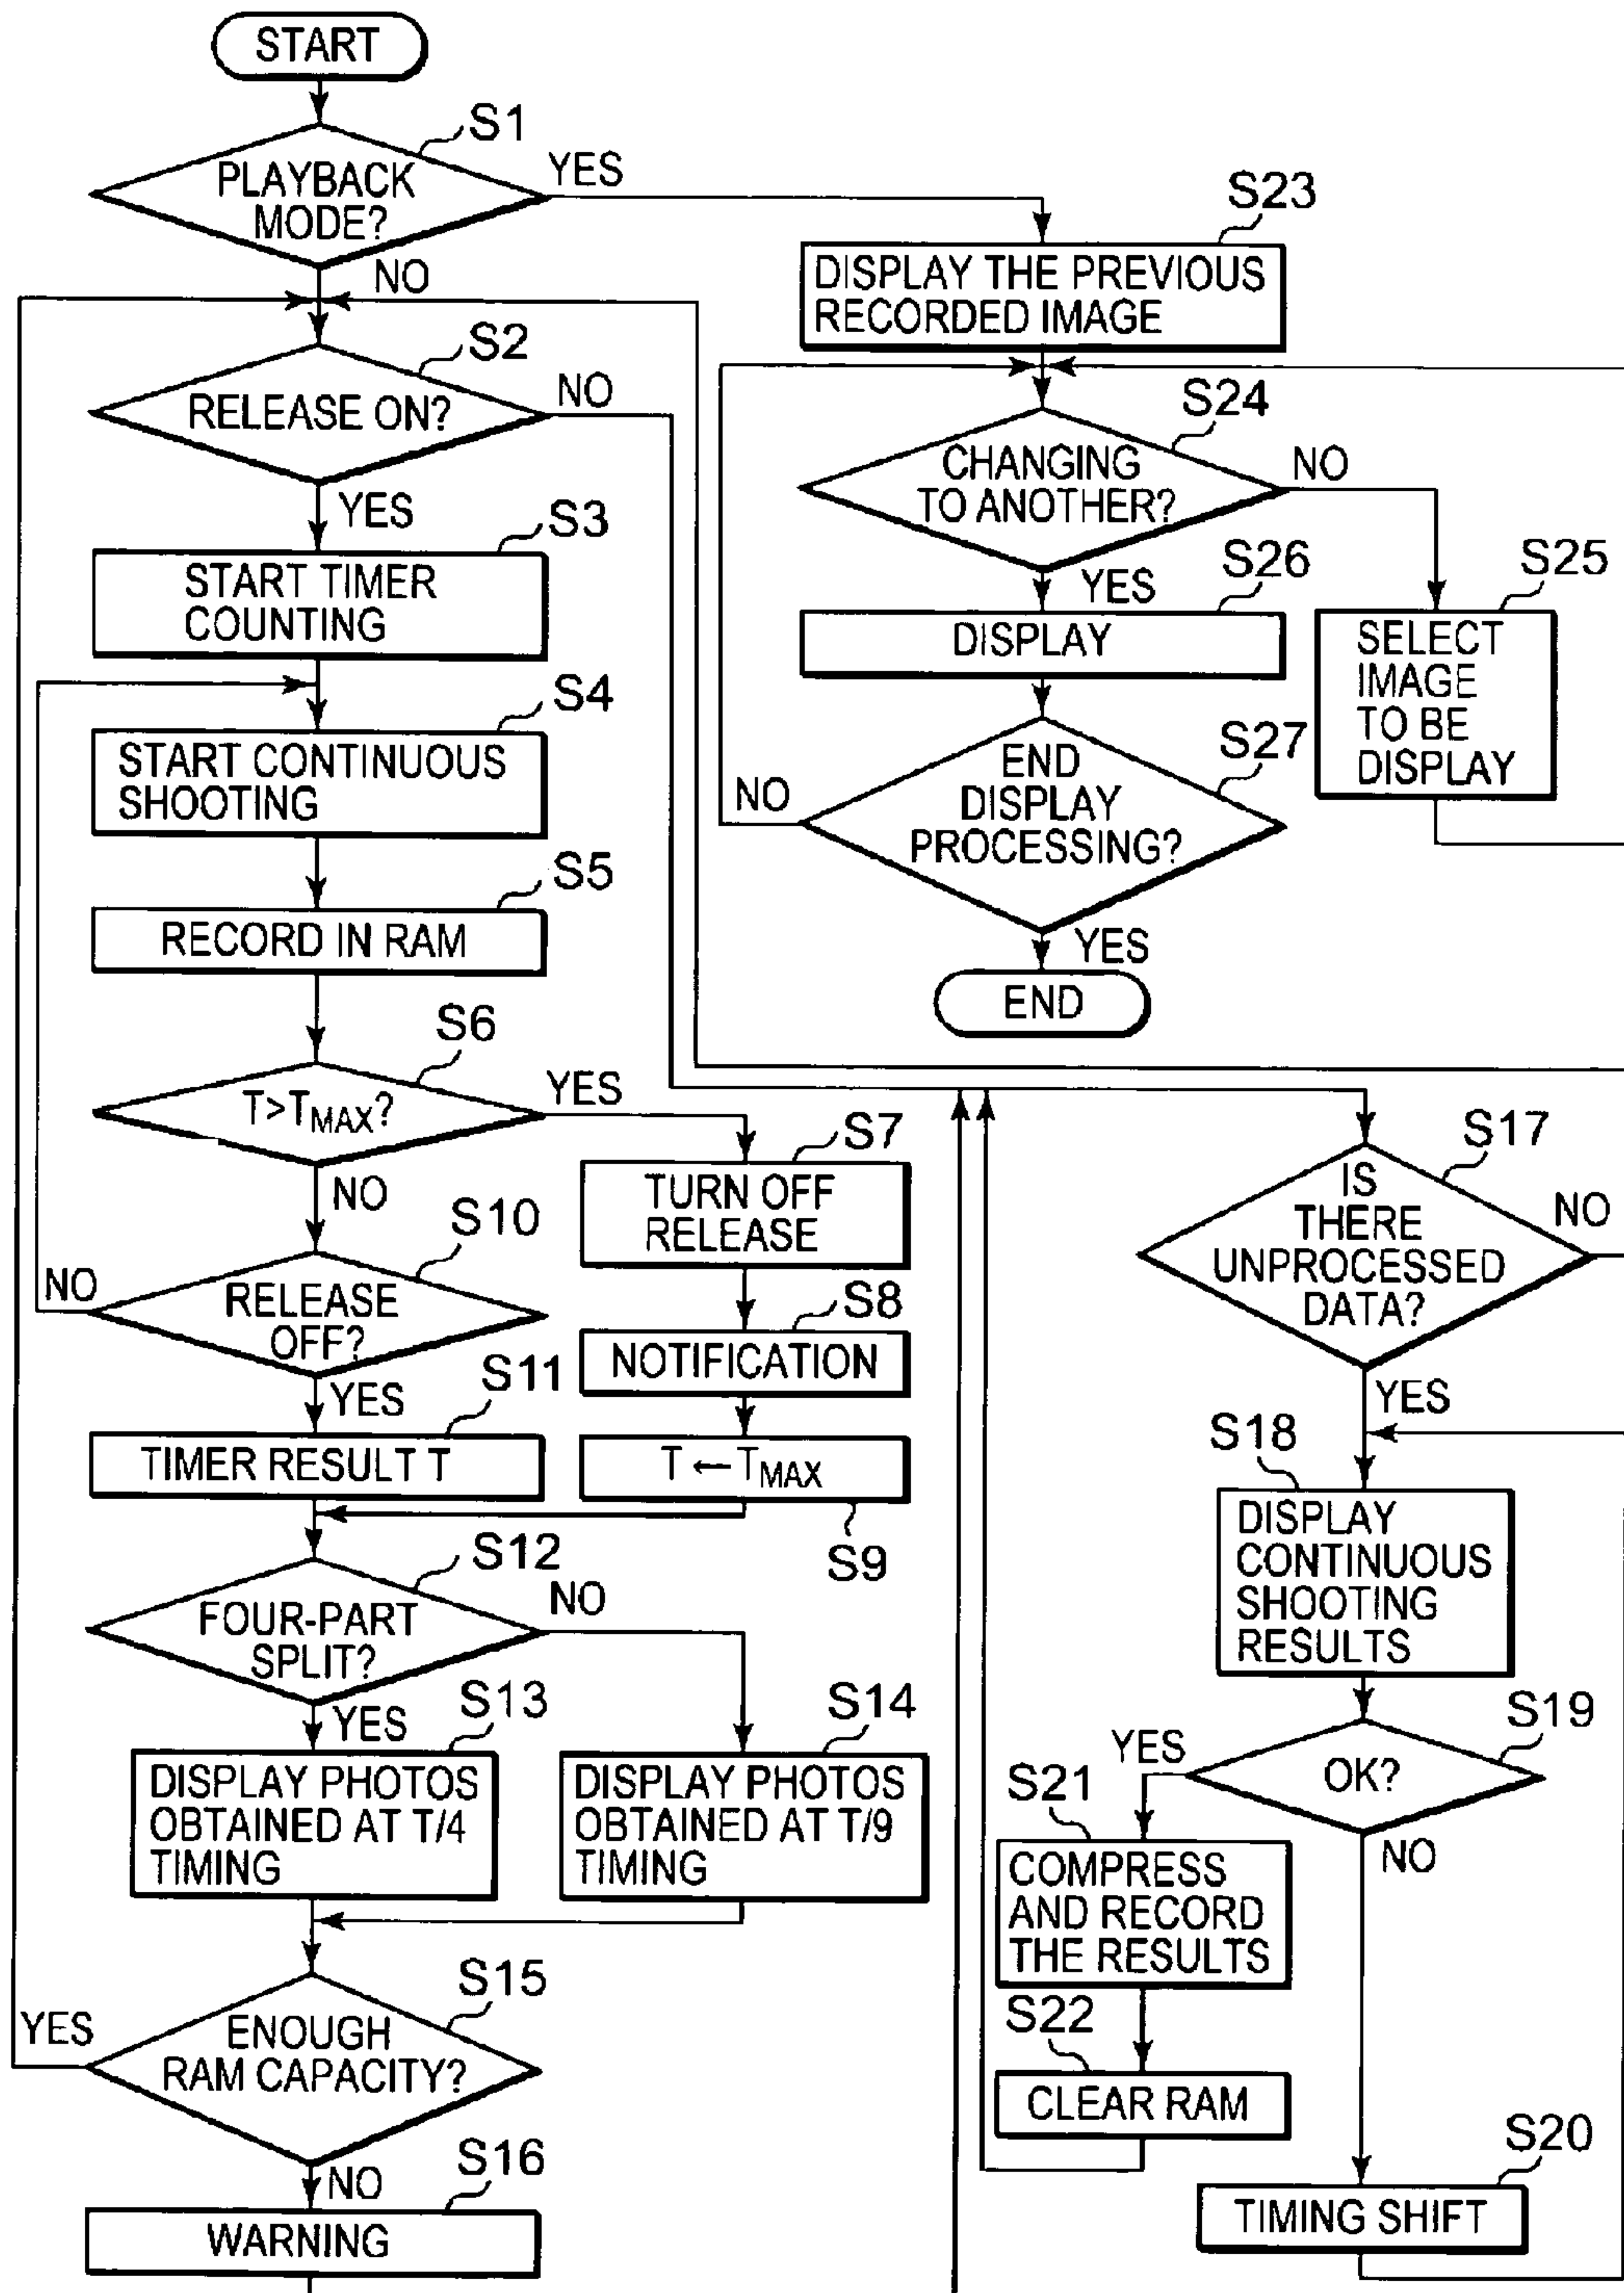 START
S1
PLAYBACK
MODE?
YES
NO
S2
RELEASE ON?
NO
YES
S3
START TIMER
COUNTING
S4
START CONTINUOUS
SHOOTING
S5
RECORD IN RAM
S6
T>TMAX?
YES
NO
S7
TURN OFF
RELEASE
S8
NOTIFICATION
T ← TMAX
S9
S10
RELEASE
OFF?
NO
YES
S11
TIMER RESULT T
S12
FOUR-PART
SPLIT?
NO
YES
S13
DISPLAY PHOTOS
OBTAINED AT T/4
TIMING
S14
DISPLAY PHOTOS
OBTAINED AT T/9
TIMING
S15
ENOUGH
RAM CAPACITY?
YES
NO
S16
WARNING
S23
DISPLAY THE PREVIOUS
RECORDED IMAGE
S24
CHANGING
TO ANOTHER?
NO
YES
S25
SELECT
IMAGE
TO BE
DISPLAY
S26
DISPLAY
S27
END
DISPLAY
PROCESSING?
NO
YES
END
S17
IS
THERE
UNPROCESSED
DATA?
NO
YES
S18
DISPLAY
CONTINUOUS
SHOOTING
RESULTS
S19
OK?
YES
NO
S21
COMPRESS
AND RECORD
THE RESULTS
S22
CLEAR RAM
S20
TIMING SHIFT